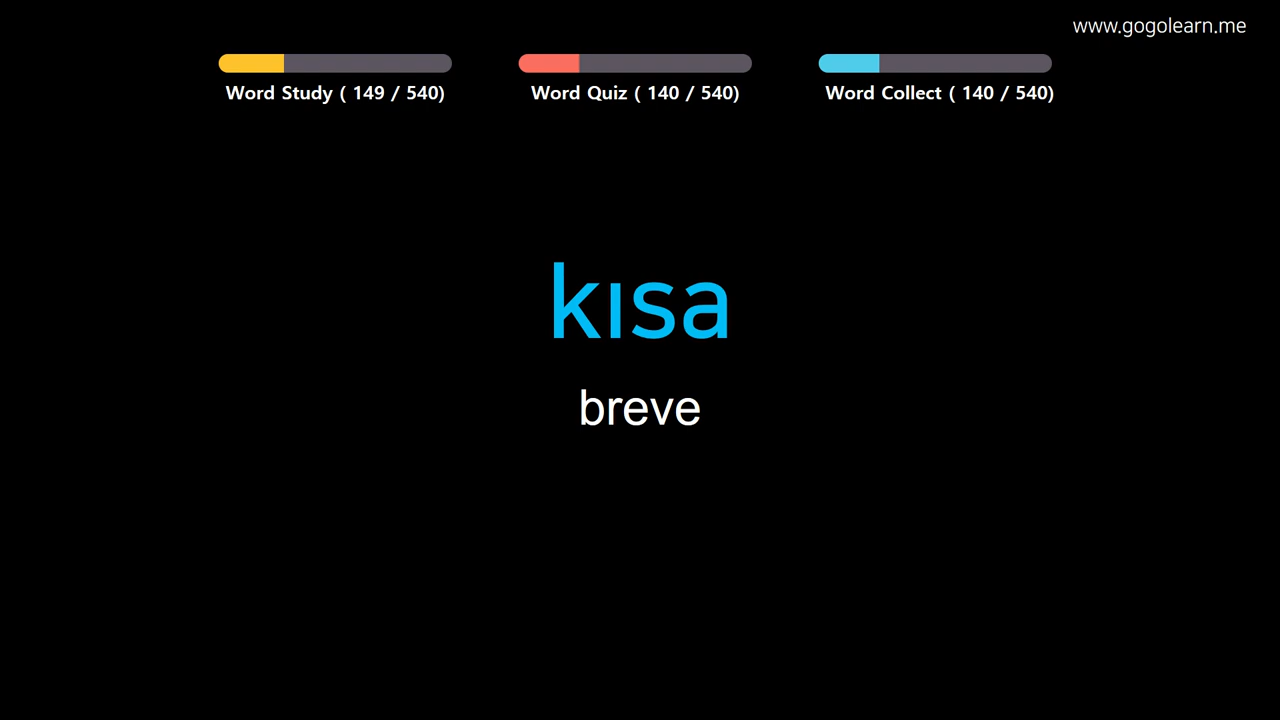 www.gogolearn.me
Word Study ( 149 / 540)
Word Quiz ( 140 / 540)
Word Collect ( 140 / 540)
kısa
breve